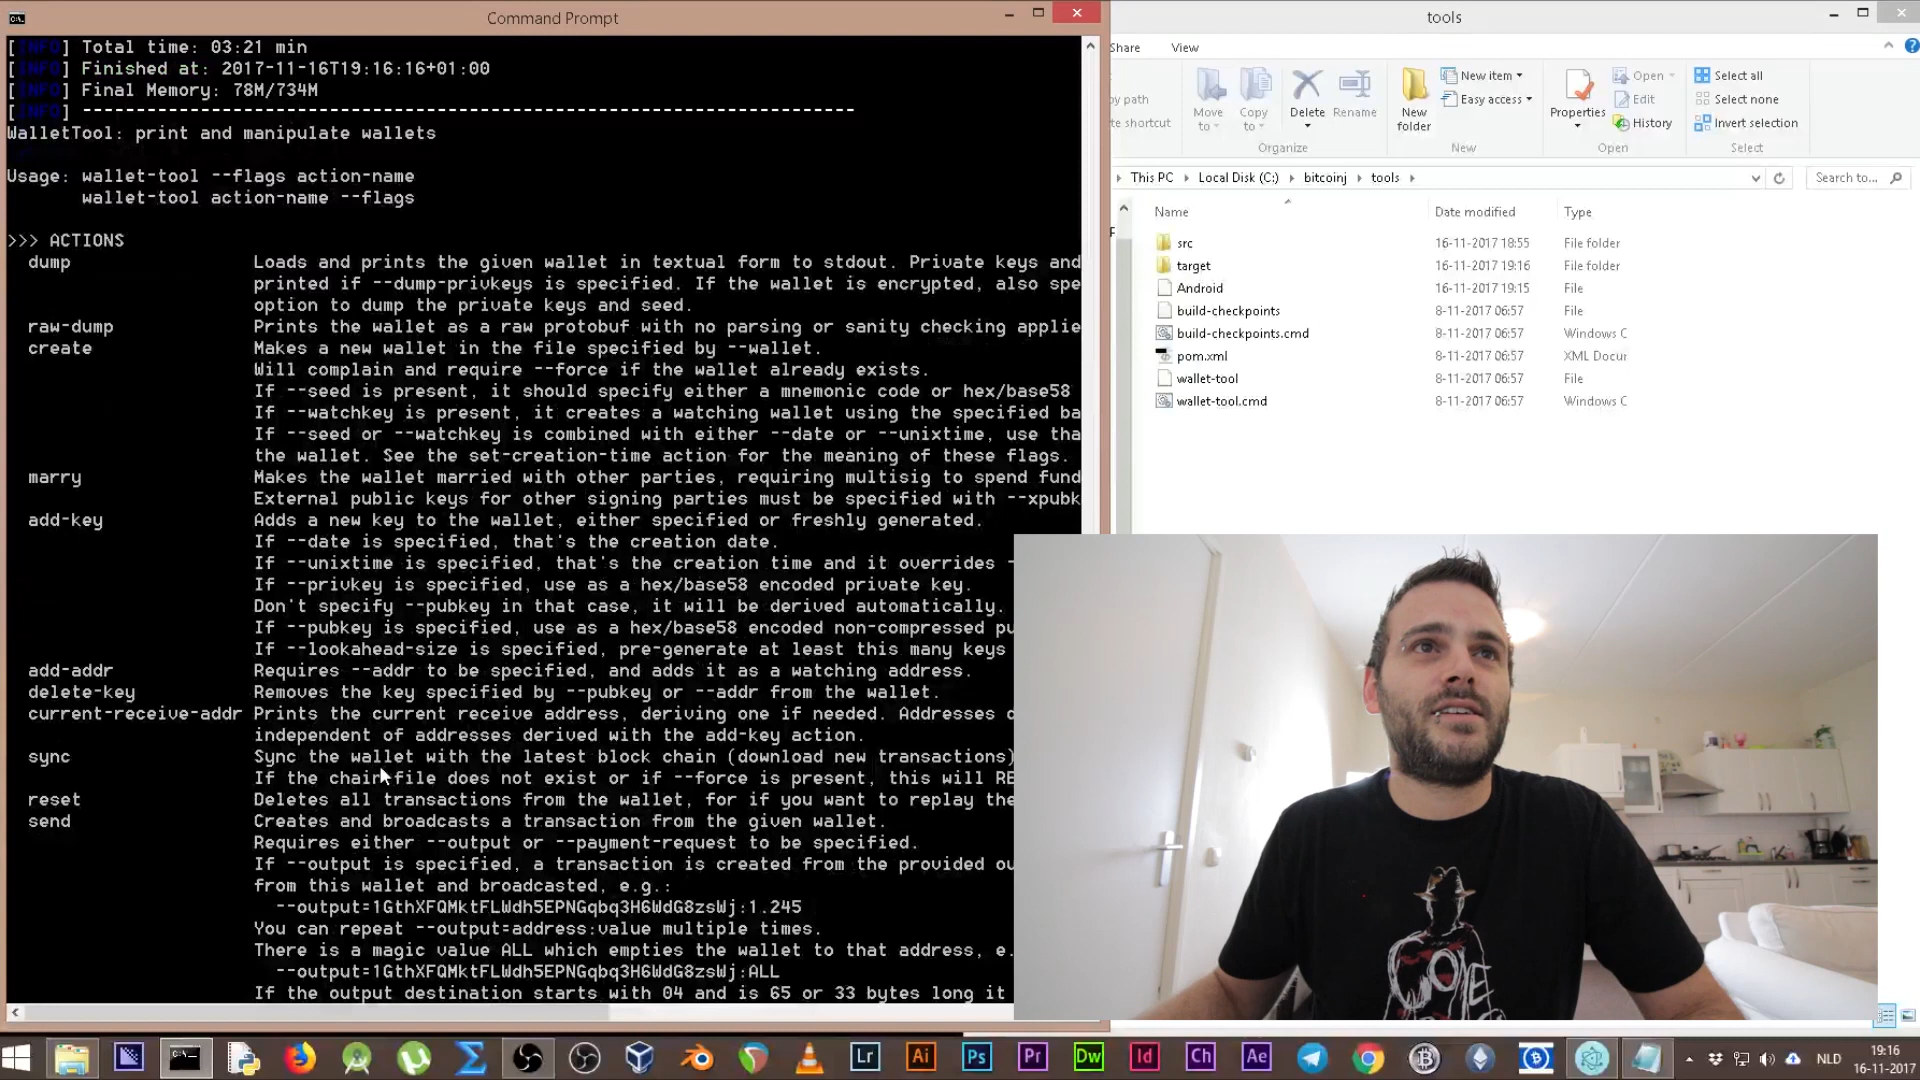 Command Prompt
[INFO] Total time: 03:21 min
[INFO] Finished at: 2017-11-16T19:16:16+01:00
[INFO] Final Memory: 78M/734M
[INFO] ------------------------------------------------------------------------
WalletTool: print and manipulate wallets
Usage: wallet-tool --flags action-name
wallet-tool action-name --flags
>>> ACTIONS
dump Loads and prints the given wallet in textual form to stdout. Private keys and
printed if --dump-privkeys is specified. If the wallet is encrypted, also spe
option to dump the private keys and seed.
raw-dump Prints the wallet as a raw protobuf with no parsing or sanity checking applie
create Makes a new wallet in the file specified by --wallet.
Will complain and require --force if the wallet already exists.
If --seed is present, it should specify either a mnemonic code or hex/base58
If --watchkey is present, it creates a watching wallet using the specified ba
If --seed or --watchkey is combined with either --date or --unixtime, use tha
the wallet. See the set-creation-time action for the meaning of these flags.
marry Makes the wallet married with other parties, requiring multisig to spend fund
External public keys for other signing parties must be specified with --xpubk
add-key Adds a new key to the wallet, either specified or freshly generated.
If --date is specified, that's the creation date.
If --unixtime is specified, that's the creation time and it overrides -
If --privkey is specified, use as a hex/base58 encoded private key.
Don't specify --pubkey in that case, it will be derived automatically.
If --pubkey is specified, use as a hex/base58 encoded non-compressed pu
If --lookahead-size is specified, pre-generate at least this many keys
add-addr Requires --addr to be specified, and adds it as a watching address.
delete-key Removes the key specified by --pubkey or --addr from the wallet.
current-receive-addr Prints the current receive address, deriving one if needed. Addresses
independent of addresses derived with the add-key action.
sync Sync the wallet with the latest block chain (download new transactions)
If the chain file does not exist or if --force is present, this will RE
reset Deletes all transactions from the wallet, for if you want to replay the
send Creates and broadcasts a transaction from the given wallet.
Requires either --output or --payment-request to be specified.
If --output is specified, a transaction is created from the provided ou
from this wallet and broadcasted, e.g.:
--output=1GthXFQMktFLWdh5EPNGqbq3H6WdG8zsWj:1.245
You can repeat --output=address:value multiple times.
There is a magic value ALL which empties the wallet to that address, e.
--output=1GthXFQMktFLWdh5EPNGqbq3H6WdG8zsWj:ALL
If the output destination starts with 04 and is 65 or 33 bytes long it
tools
Share View
y path
te shortcut
Move to
Copy to
Delete
Rename
Organize
New folder
New item
Easy access
New
Properties
Open
Edit
History
Open
Select all
Select none
Invert selection
Select
This PC Local Disk (C:) bitcoinj tools
Search to...
Name Date modified Type
src 16-11-2017 18:55 File folder
target 16-11-2017 19:16 File folder
Android 16-11-2017 19:15 File
build-checkpoints 8-11-2017 06:57 File
build-checkpoints.cmd 8-11-2017 06:57 Windows C
pom.xml 8-11-2017 06:57 XML Docur
wallet-tool 8-11-2017 06:57 File
wallet-tool.cmd 8-11-2017 06:57 Windows C
Lr Ai Ps Pr Dw Id Ch Ae
NLD
19:16
16-11-2017